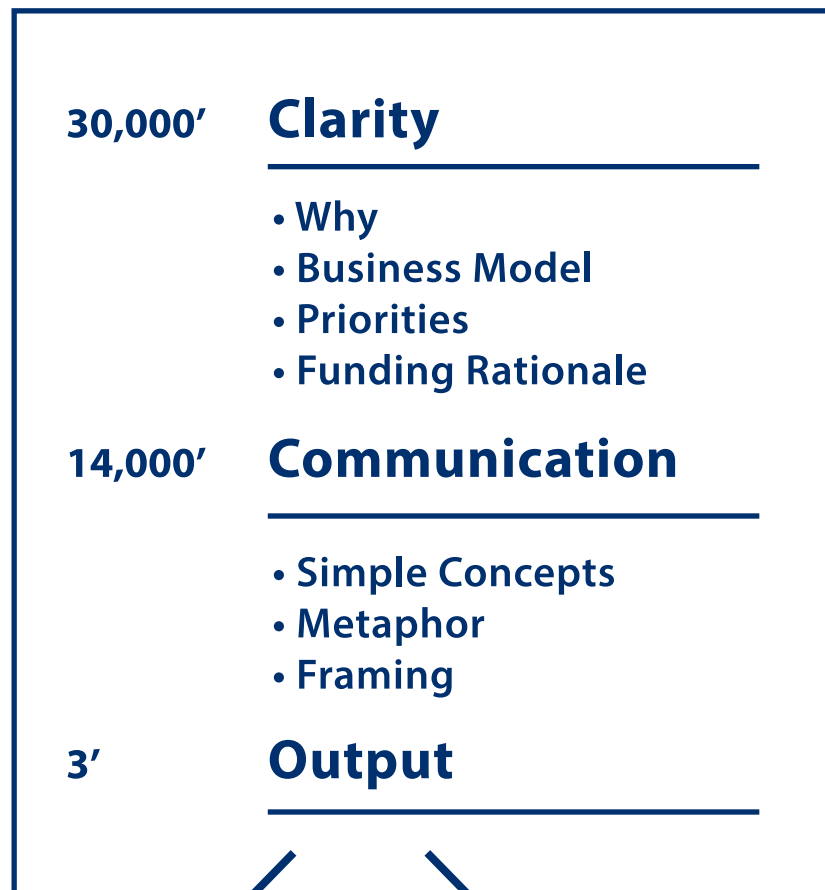 30,000’ Clarity
• Why
• Business Model
• Priorities
• Funding Rationale
14,000’ Communication
• Simple Concepts
• Metaphor
• Framing
3’ Output